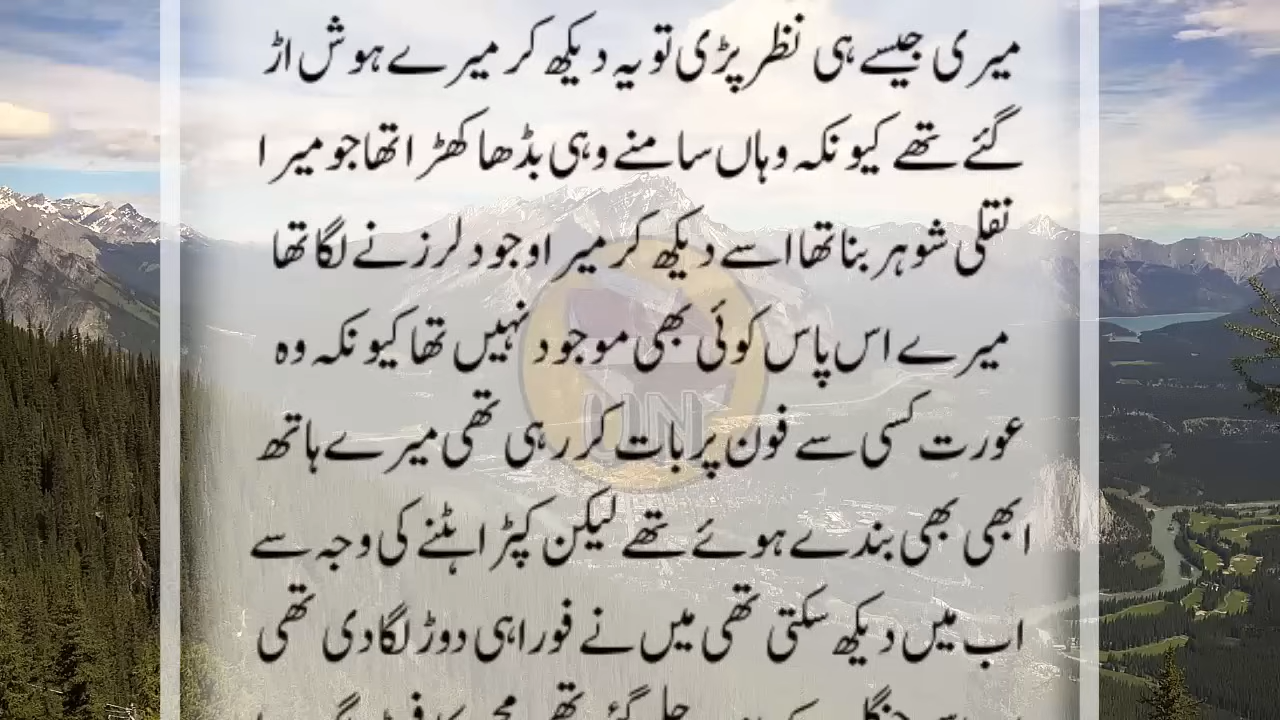 میری جیسے ہی نظر پڑی تو یہ دیکھ کر میرے ہوش اڑ
گئے تھے کیونکہ وہاں سامنے وہی بڈھا کھڑا تھا جو میرا
نقلی شوہر بنا تھا اسے دیکھ کر میرا وجود لرزنے لگا تھا
میرے اس پاس کوئی بھی موجود نہیں تھا کیونکہ وہ
عورت کسی سے فون پر بات کر رہی تھی میرے ہاتھ
ابھی بھی بندے ہوئے تھے لیکن کپڑا ہٹنے کی وجہ سے
اب میں دیکھ سکتی تھی میں نے فورا ہی دوڑ لگا دی تھی